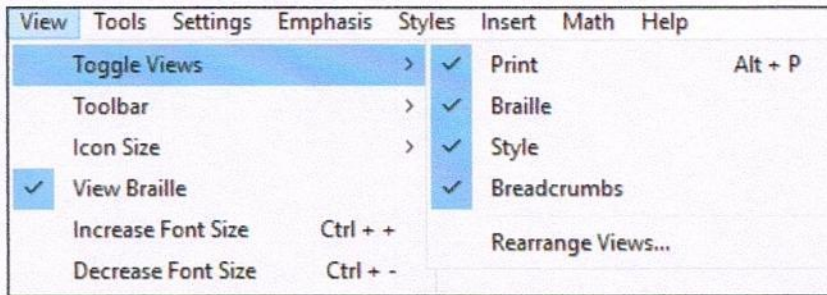 View Tools Settings Emphasis Styles Insert Math Help
Toggle Views > ✓ Print Alt + P
Toolbar > ✓ Braille
Icon Size > ✓ Style
✓ View Braille ✓ Breadcrumbs
Increase Font Size Ctrl + +
Rearrange Views...
Decrease Font Size Ctrl + -